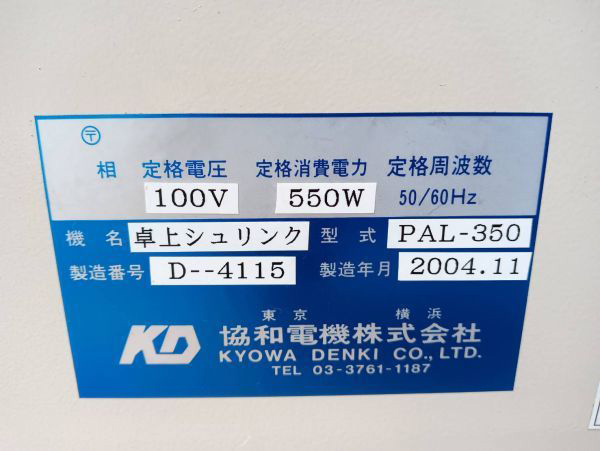 〒
相 定格電圧 定格消費電力 定格周波数
100V 550W 50/60Hz
機名 卓上シュリンク 型式 PAL-350
製造番号 D--4115 製造年月 2004.11
東京 横浜
KD 協和電機株式会社
KYOWA DENKI CO., LTD.
TEL 03-3761-1187